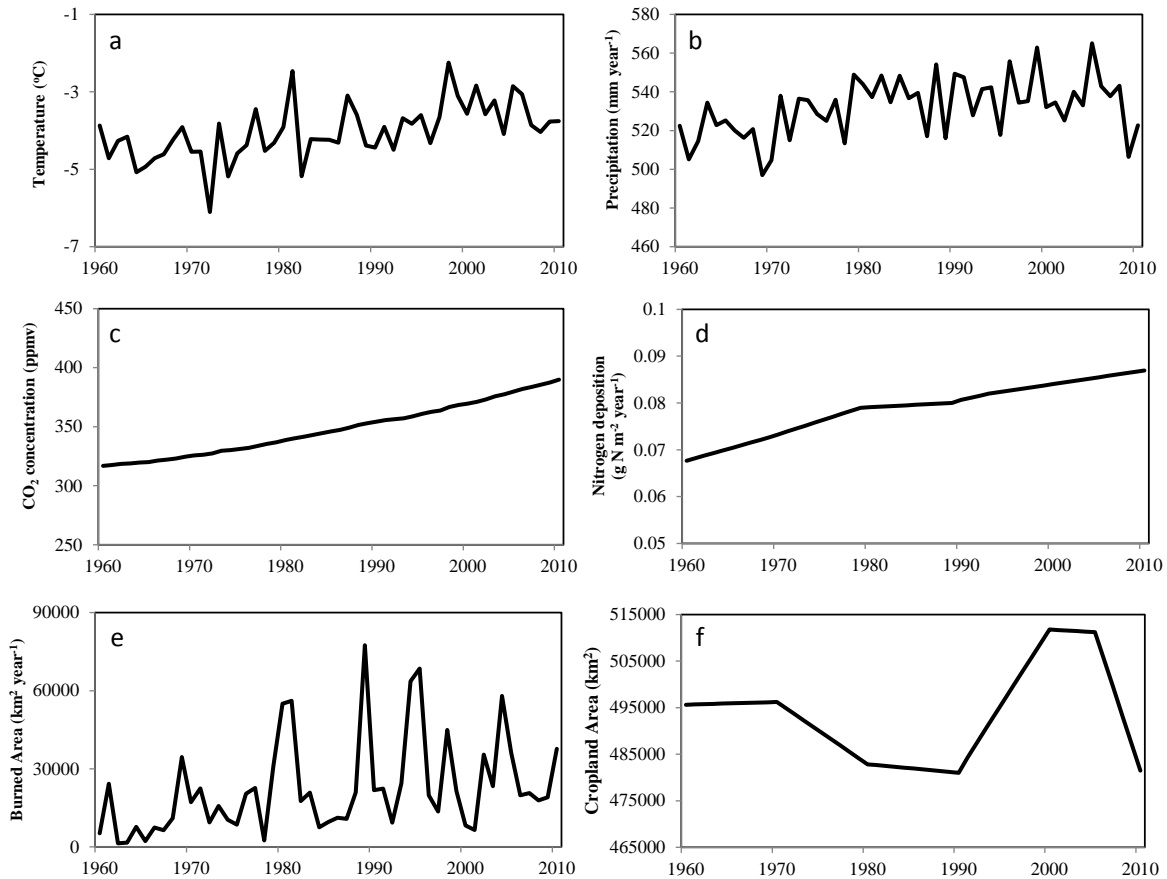 a
Temperature (°C)
-1
-3
-5
-7
1960 1970 1980 1990 2000 2010
b
Precipitation (mm year-1)
580
560
540
520
500
480
460
1960 1970 1980 1990 2000 2010
c
CO2 concentration (ppmv)
450
400
350
300
250
1960 1970 1980 1990 2000 2010
d
Nitrogen deposition
(g N m-2 year-1)
0.1
0.09
0.08
0.07
0.06
0.05
1960 1970 1980 1990 2000 2010
e
Burned Area (km2 year-1)
90000
60000
30000
0
1960 1970 1980 1990 2000 2010
f
Cropland Area (km2)
515000
505000
495000
485000
475000
465000
1960 1970 1980 1990 2000 2010